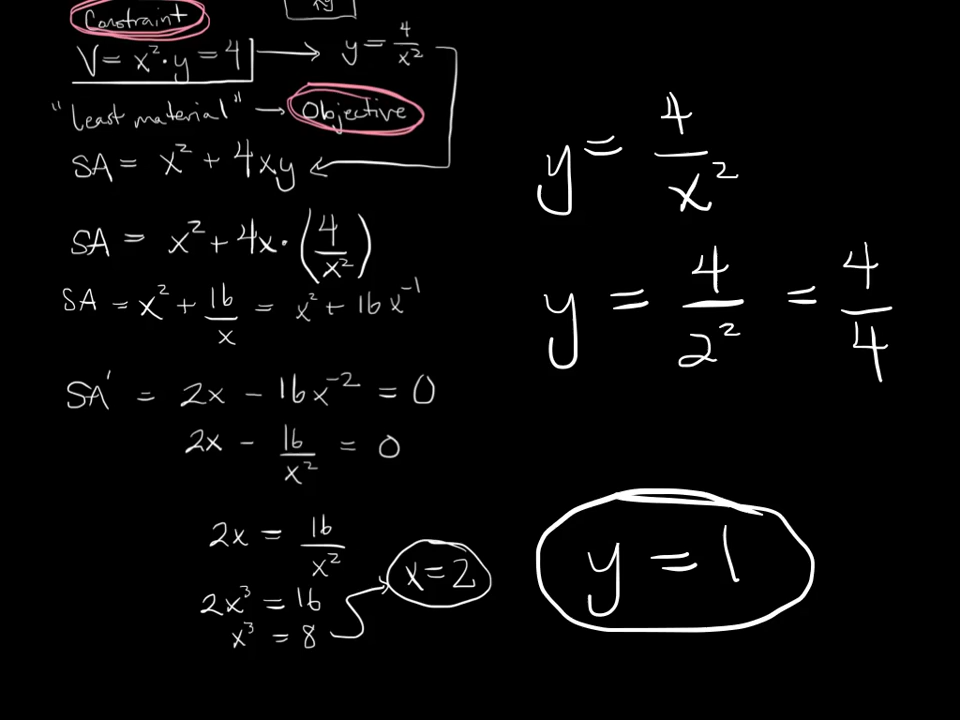 Constraint
V = x² · y = 4 → y = 4/x²
"least material" → Objective
SA = x² + 4xy
SA = x² + 4x · (4/x²)
SA = x² + 16/x = x² + 16x⁻¹
SA' = 2x − 16x⁻² = 0
2x − 16/x² = 0
2x = 16/x²
2x³ = 16
x³ = 8
x = 2
y = 4/x²
y = 4/2² = 4/4
y = 1